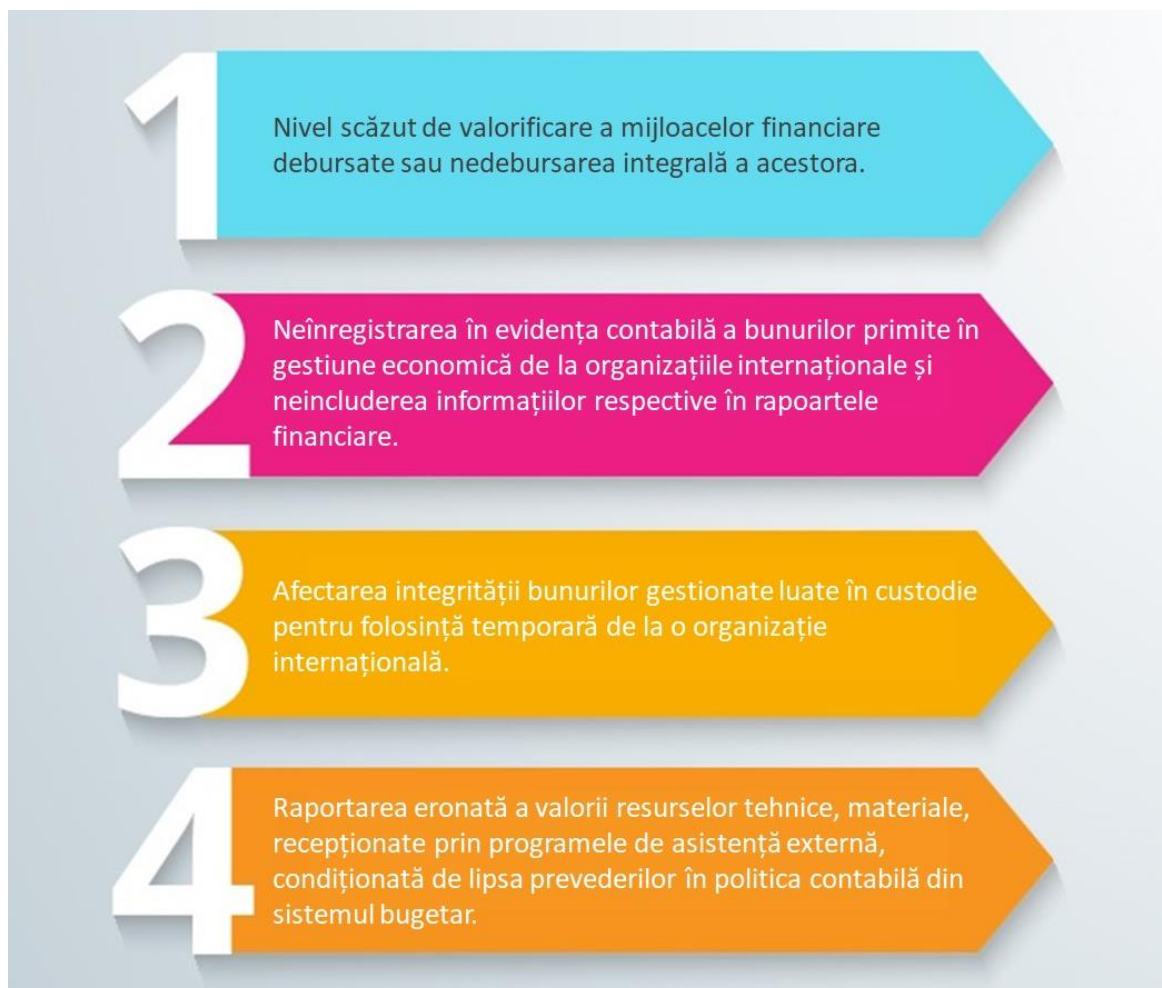 1
Nivel scăzut de valorificare a mijloacelor financiare
debursate sau nedebursarea integrală a acestora.
2
Neînregistrarea în evidența contabilă a bunurilor primite în
gestiune economică de la organizațiile internaționale și
neincluderea informațiilor respective în rapoartele
financiare.
3
Afectarea integrității bunurilor gestionate luate în custodie
pentru folosință temporară de la o organizație
internațională.
4
Raportarea eronată a valorii resurselor tehnice, materiale,
recepționate prin programele de asistență externă,
condiționată de lipsa prevederilor în politica contabilă din
sistemul bugetar.